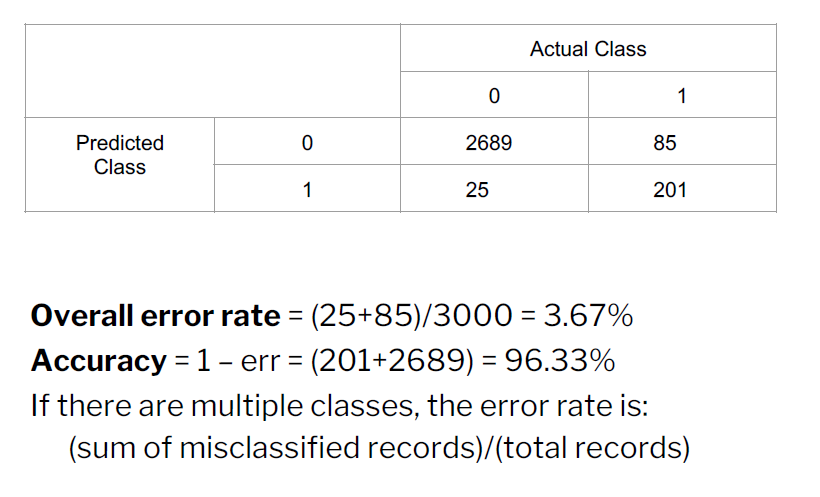 Actual Class
0 1
Predicted Class 0 2689 85
1 25 201
Overall error rate = (25+85)/3000 = 3.67%
Accuracy = 1 – err = (201+2689) = 96.33%
If there are multiple classes, the error rate is:
(sum of misclassified records)/(total records)